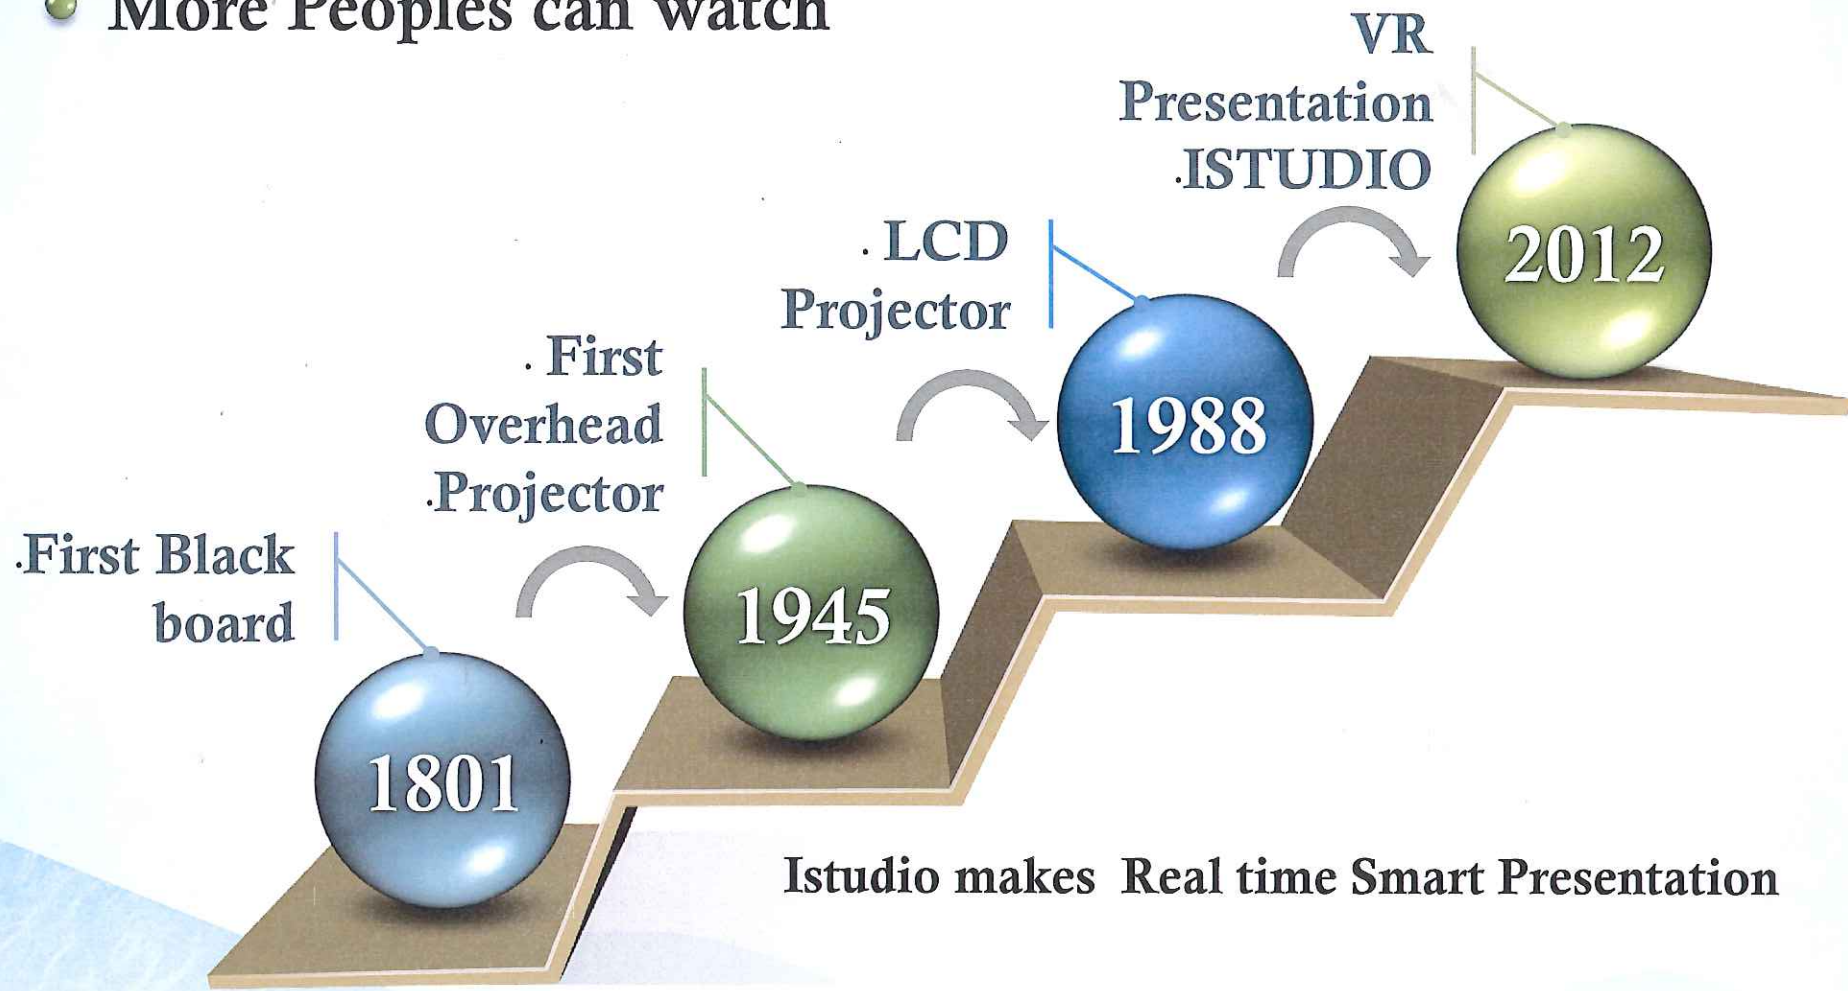 More Peoples can watch
VR
Presentation
.ISTUDIO
2012
. LCD
Projector
1988
. First
Overhead
.Projector
1945
.First Black
board
1801
Istudio makes Real time Smart Presentation